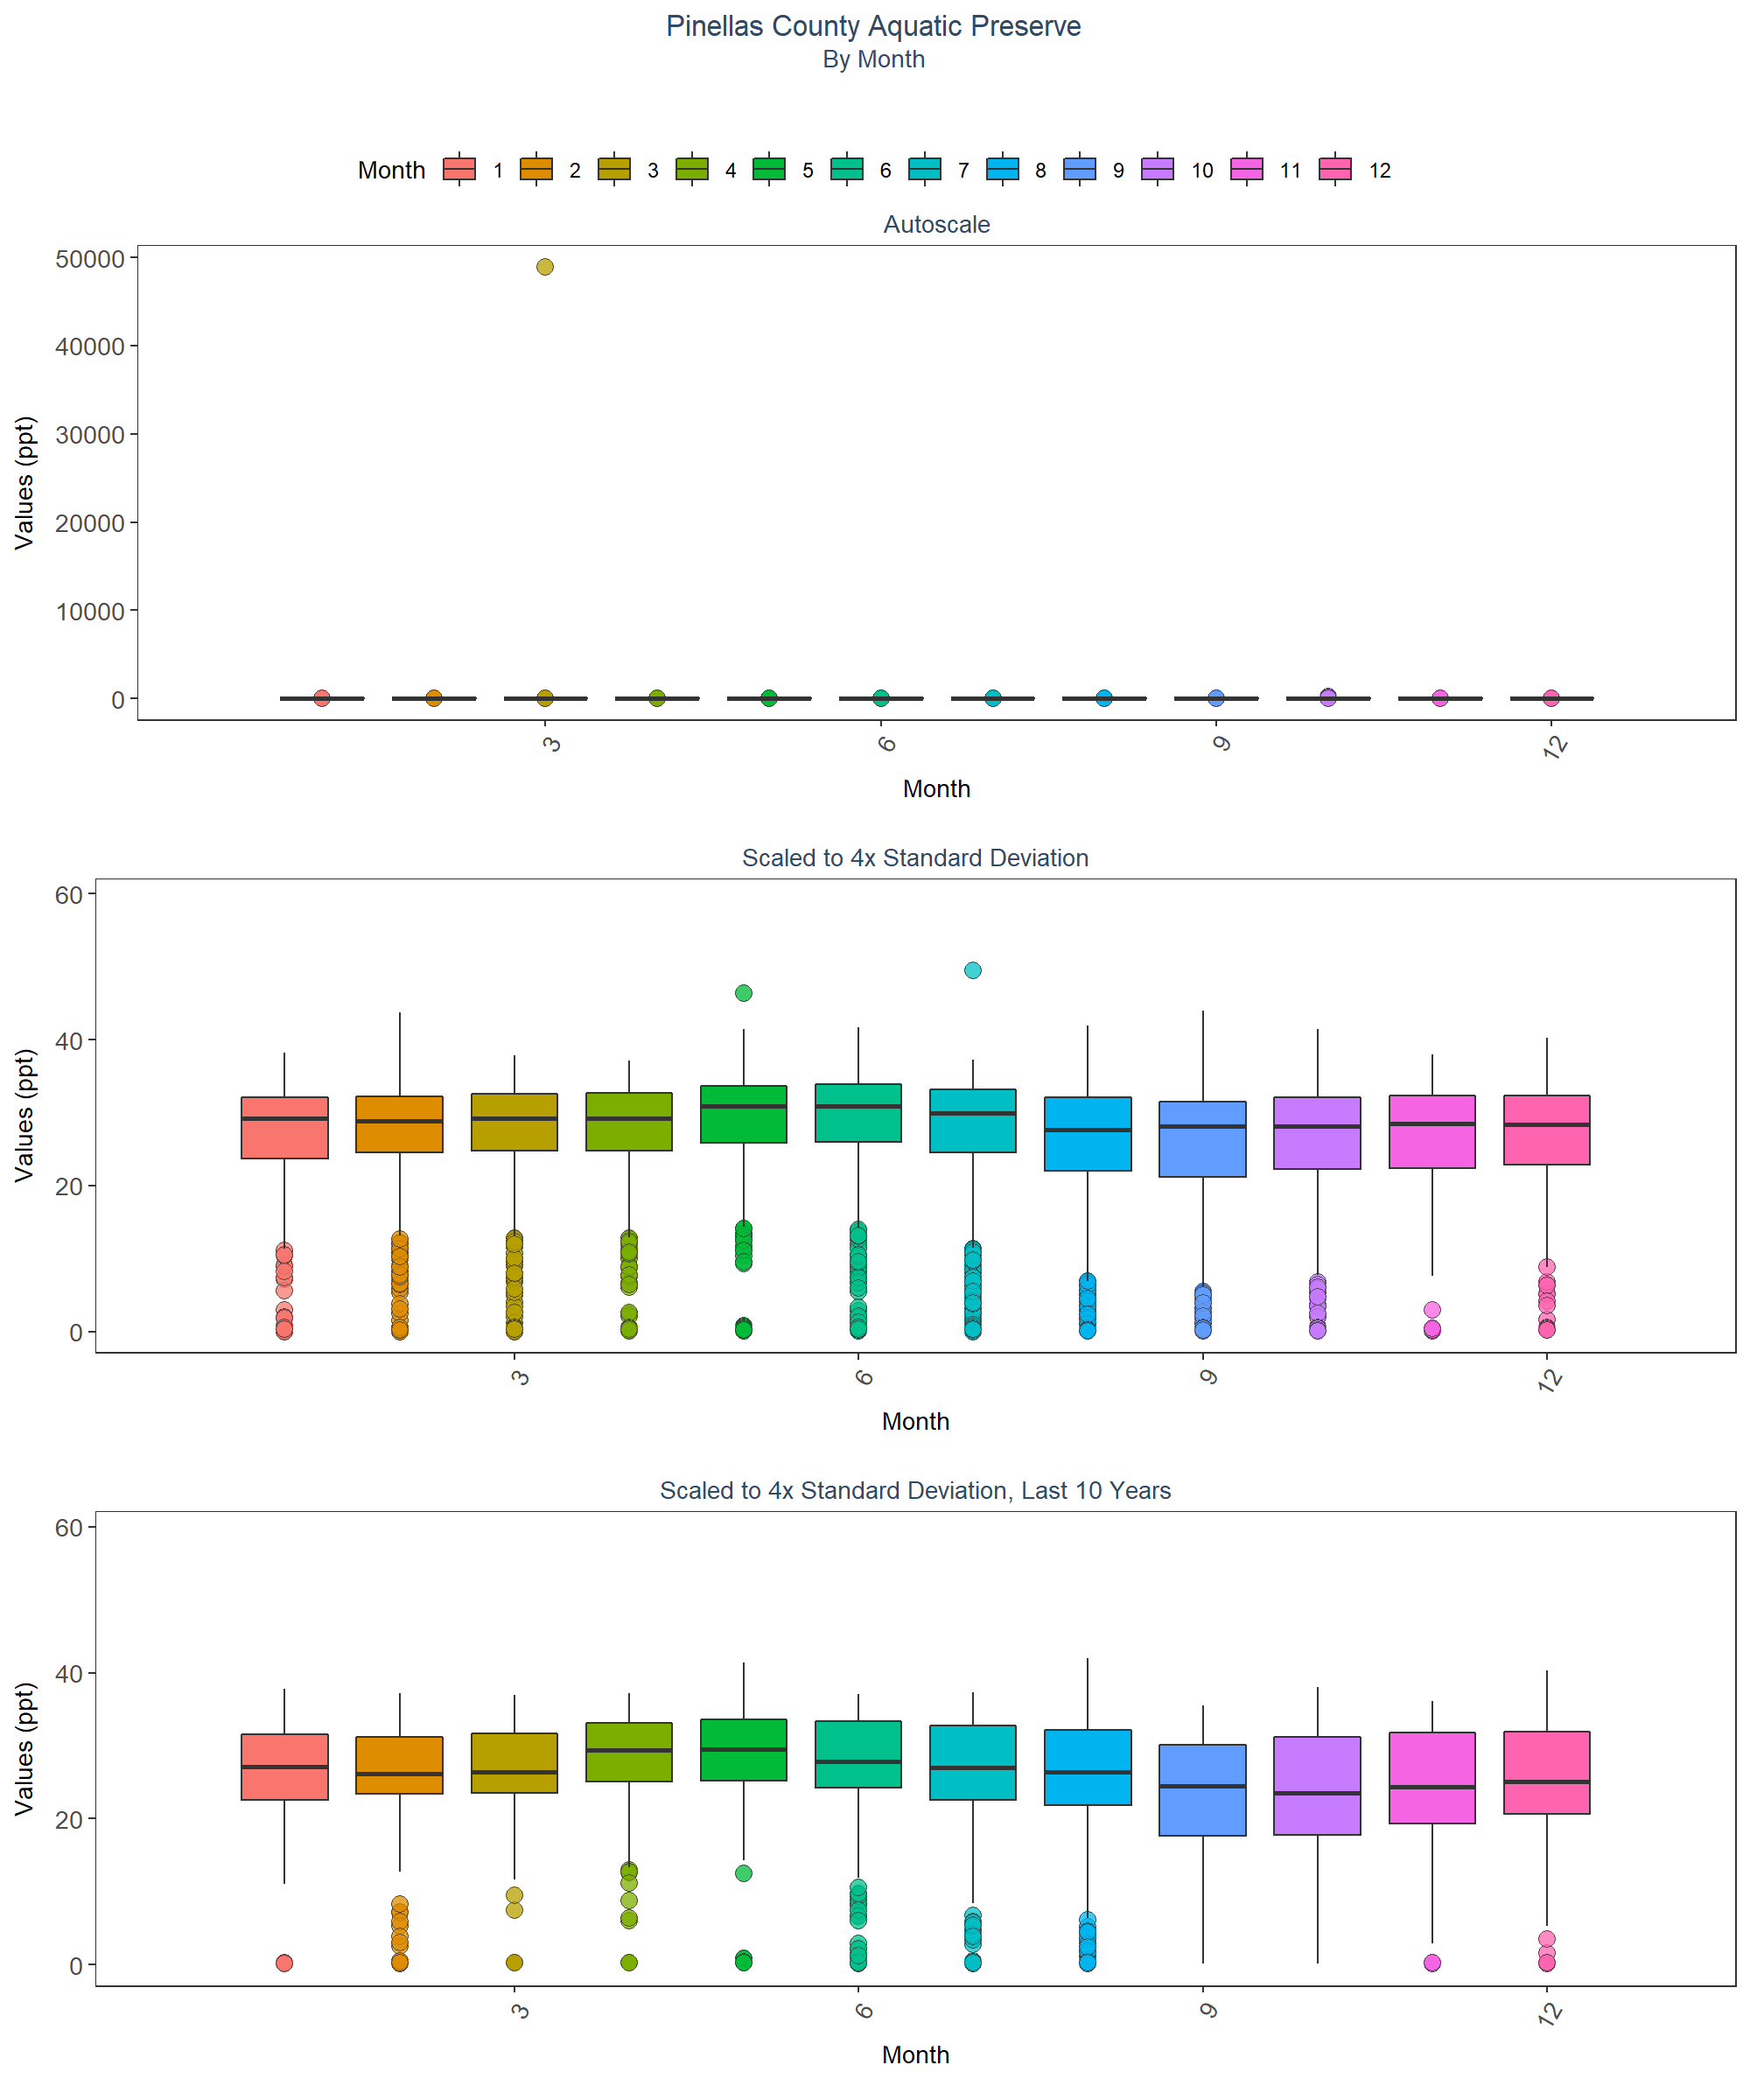 Pinellas County Aquatic Preserve
By Month
Month 1 2 3 4 5 6 7 8 9 10 11 12
Autoscale
50000
40000
30000
20000
10000
0
Values (ppt)
3 6 9 12
Month
Scaled to 4x Standard Deviation
60
40
20
0
Values (ppt)
3 6 9 12
Month
Scaled to 4x Standard Deviation, Last 10 Years
60
40
20
0
Values (ppt)
3 6 9 12
Month